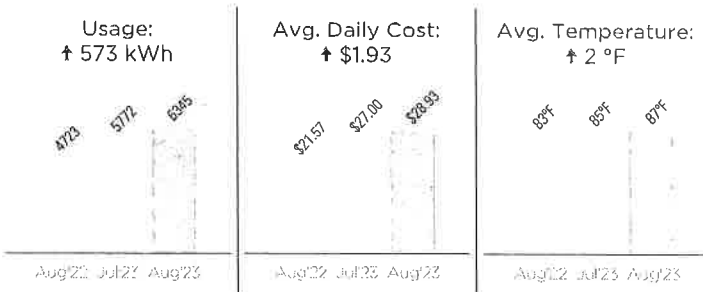 Usage:
↑ 573 kWh
4723 5772 6345
Aug'22 Jul'23 Aug'23
Avg. Daily Cost:
↑ $1.93
$21.57 $27.00 $28.93
Aug'22 Jul'23 Aug'23
Avg. Temperature:
↑ 2 °F
83°F 85°F 87°F
Aug'22 Jul'23 Aug'23